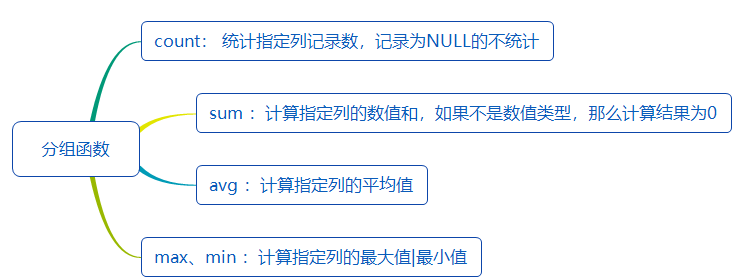 count： 统计指定列记录数，记录为NULL的不统计
sum ：计算指定列的数值和，如果不是数值类型，那么计算结果为0
分组函数
avg ：计算指定列的平均值
max、min ：计算指定列的最大值|最小值